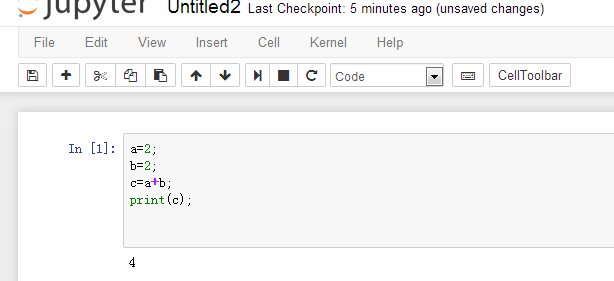 jupyter Untitled2 Last Checkpoint: 5 minutes ago (unsaved changes)
File Edit View Insert Cell Kernel Help
Code CellToolbar
In [1]: a=2;
b=2;
c=a+b;
print(c);
4